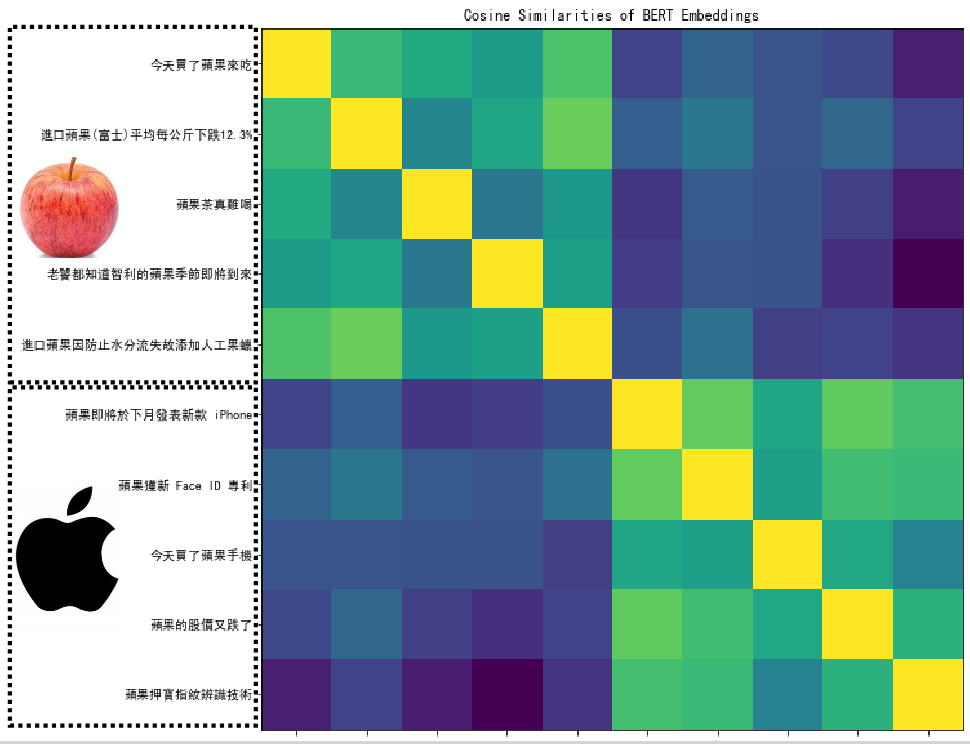 Cosine Similarities of BERT Embeddings
今天買了蘋果來吃
進口蘋果(富士)平均每公斤下跌12.3%
蘋果茶真難喝
老饕都知道智利的蘋果季節即將到來
進口蘋果因防止水分流失故添加人工果蠟
蘋果即將於下月發表新款 iPhone
蘋果獲新 Face ID 專利
今天買了蘋果手機
蘋果的股價又跌了
蘋果押寶指紋辨識技術